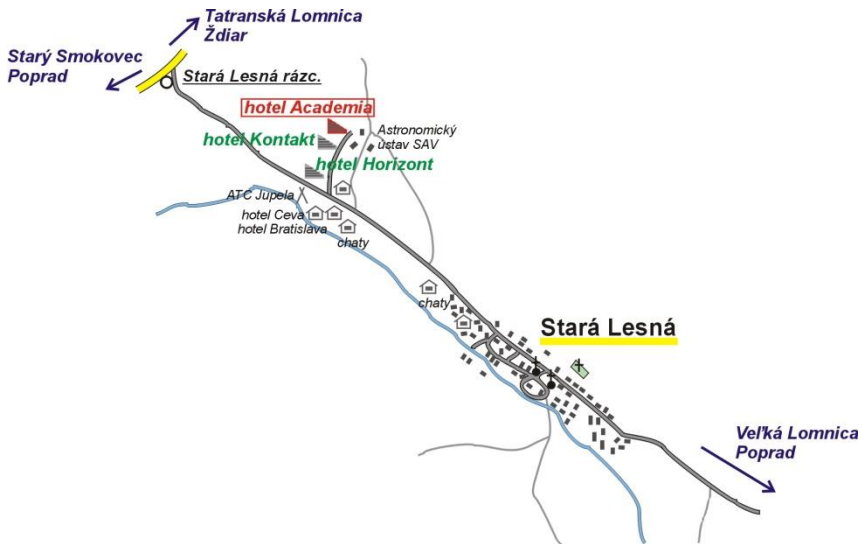 Tatranská Lomnica
Ždiar
Starý Smokovec
Poprad
Stará Lesná rázc.
hotel Academia
hotel Kontakt
Astronomický
ústav SAV
hotel Horizont
ATC Jupela
hotel Ceva
hotel Bratislava
chaty
chaty
Stará Lesná
Veľká Lomnica
Poprad